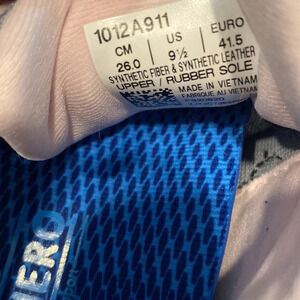 1012A911
CM US EURO
26.0 9½ 41.5
SYNTHETIC FIBER & SYNTHETIC LEATHER
UPPER / RUBBER SOLE
MADE IN VIETNAM
FABRIQUÉ AU VIETNAM